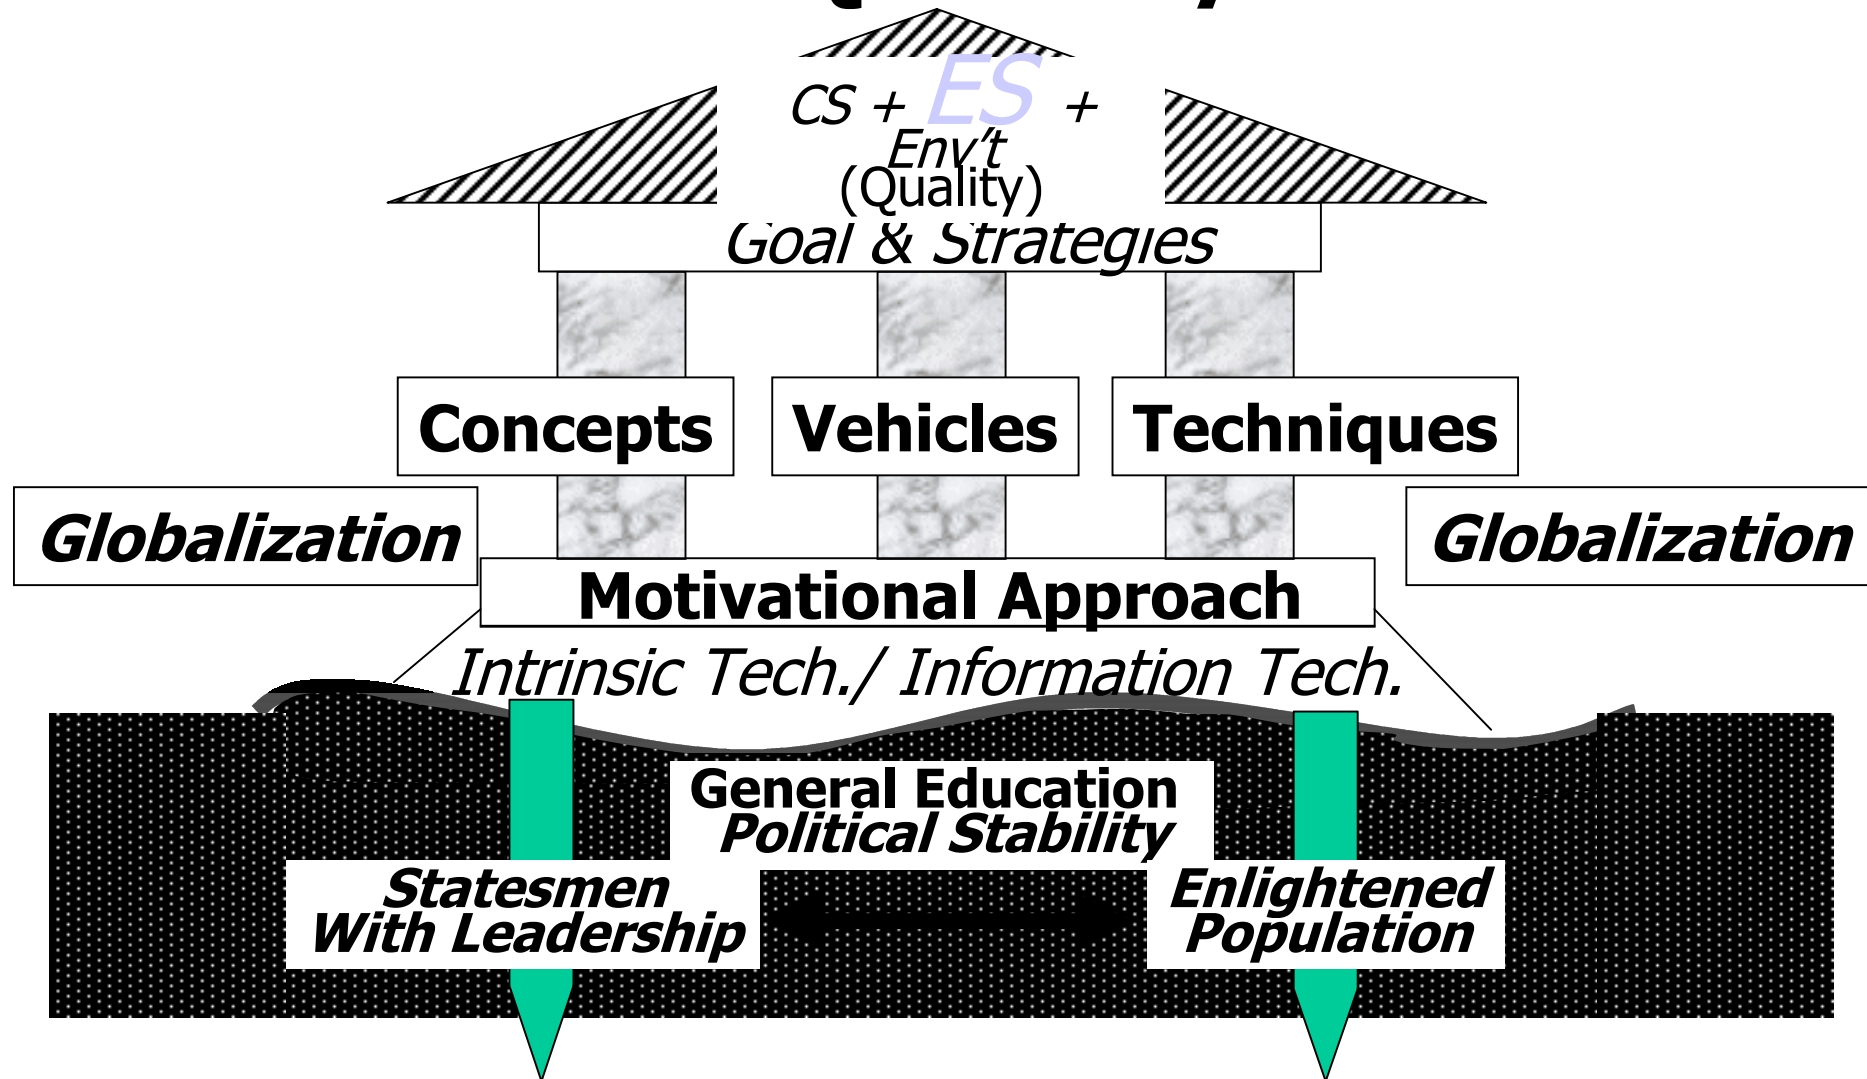 CS + ES +
Env't
(Quality)
Goal & Strategies
Concepts
Vehicles
Techniques
Globalization
Globalization
Motivational Approach
Intrinsic Tech./ Information Tech.
General Education
Political Stability
Statesmen
With Leadership
Enlightened
Population